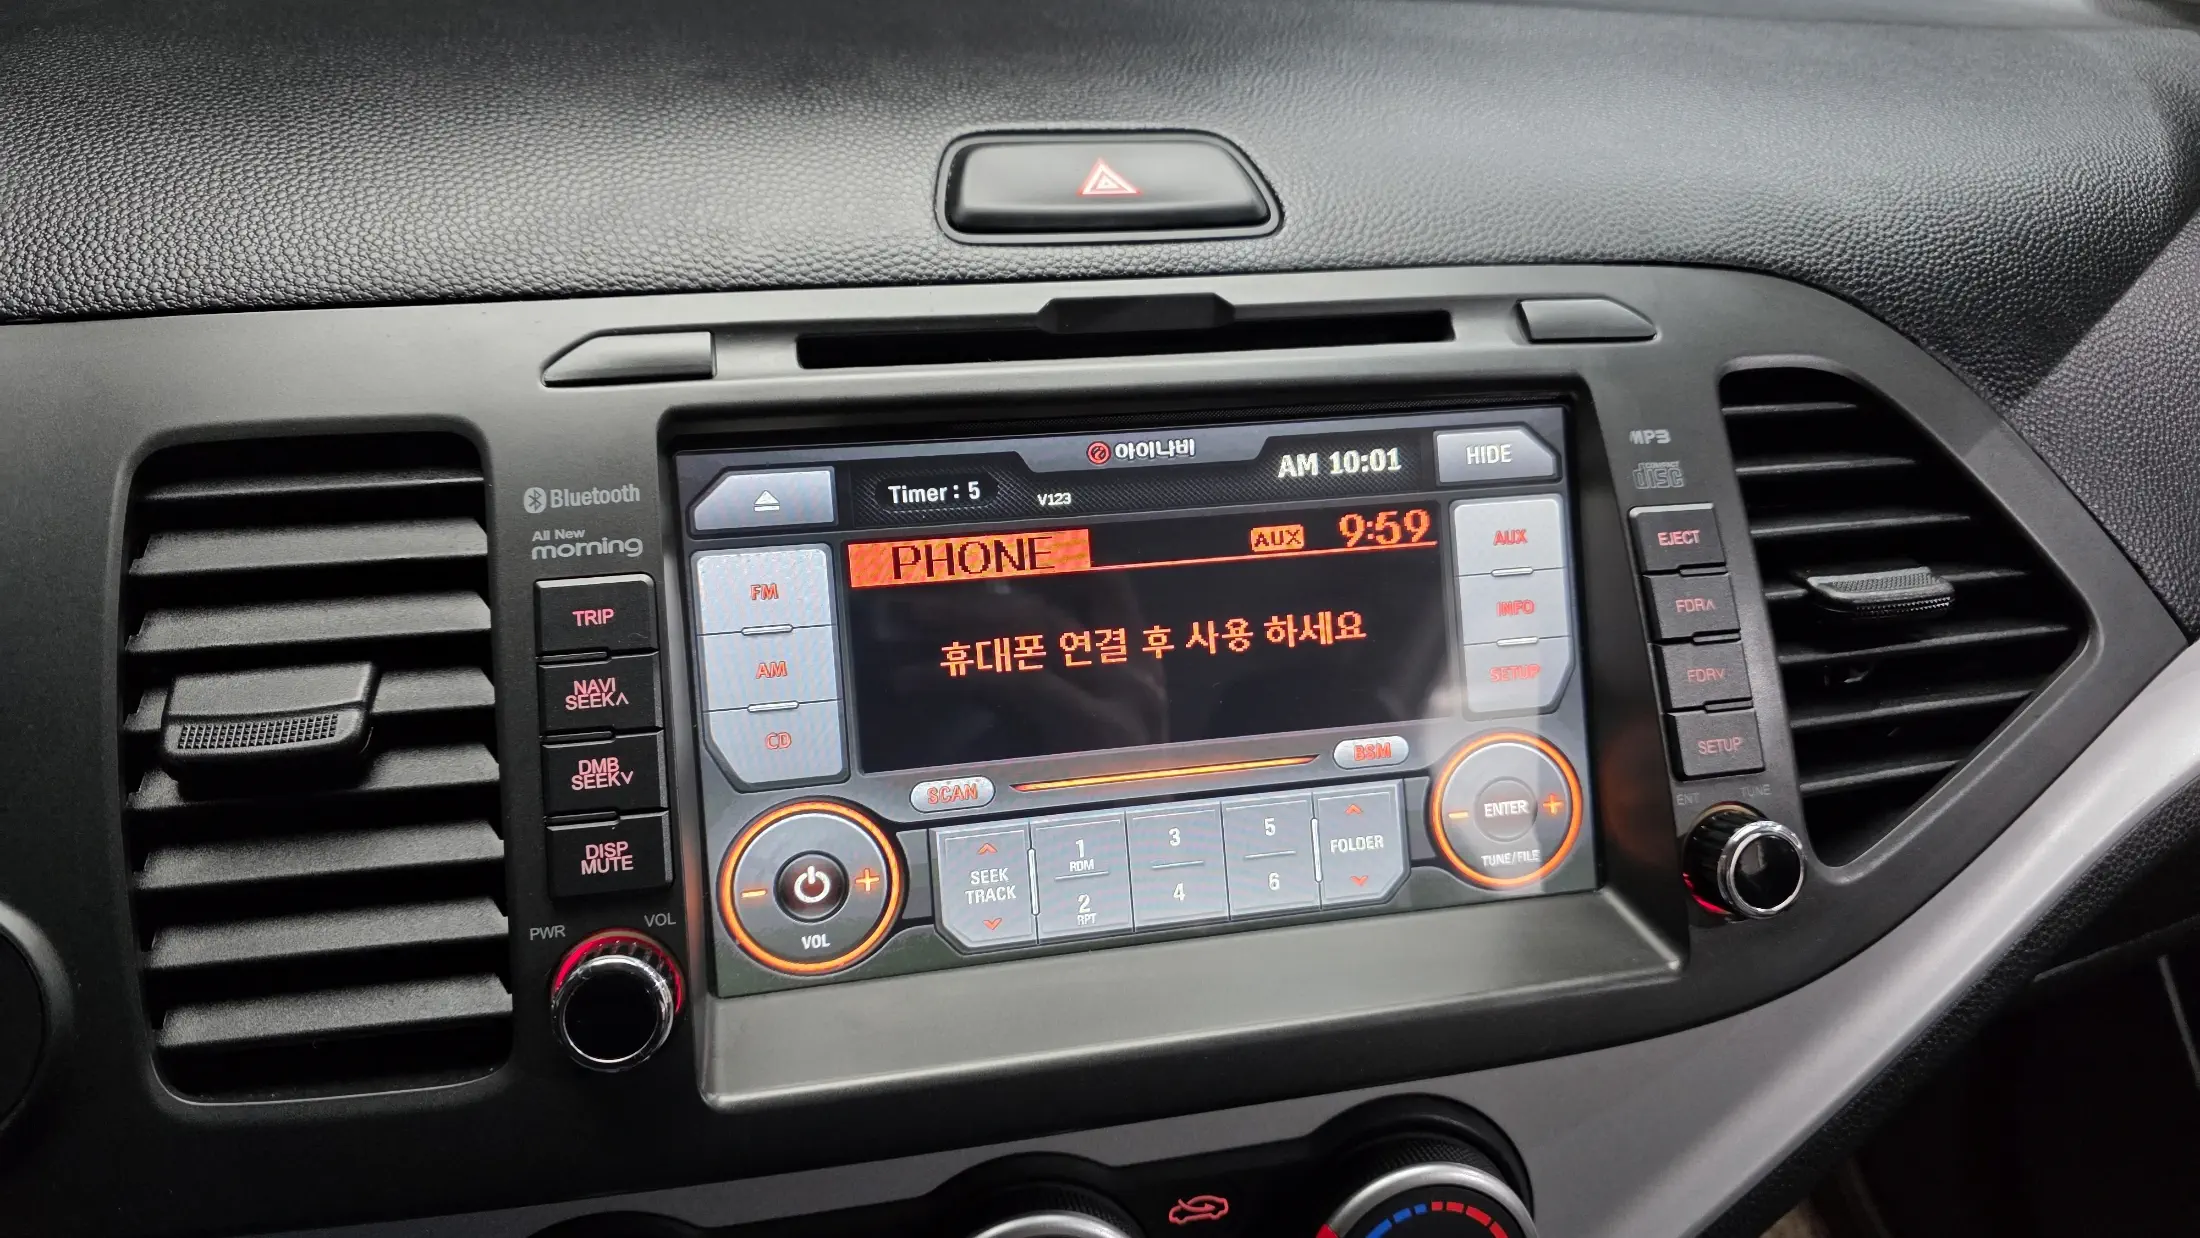 Bluetooth
All New
morning
TRIP
NAVI
SEEK∧
DMB
SEEK∨
DISP
MUTE
PWR
VOL
아이나비
Timer : 5
V123
AM 10:01
HIDE
FM
AM
CD
PHONE
AUX
9:59
휴대폰 연결 후 사용 하세요
AUX
INFO
SETUP
SCAN
BSM
VOL
SEEK
TRACK
1
RDM
2
RPT
3
4
5
6
FOLDER
ENTER
TUNE/FILE
MP3
COMPACT
disc
EJECT
FDR∧
FDR∨
SETUP
ENT
TUNE